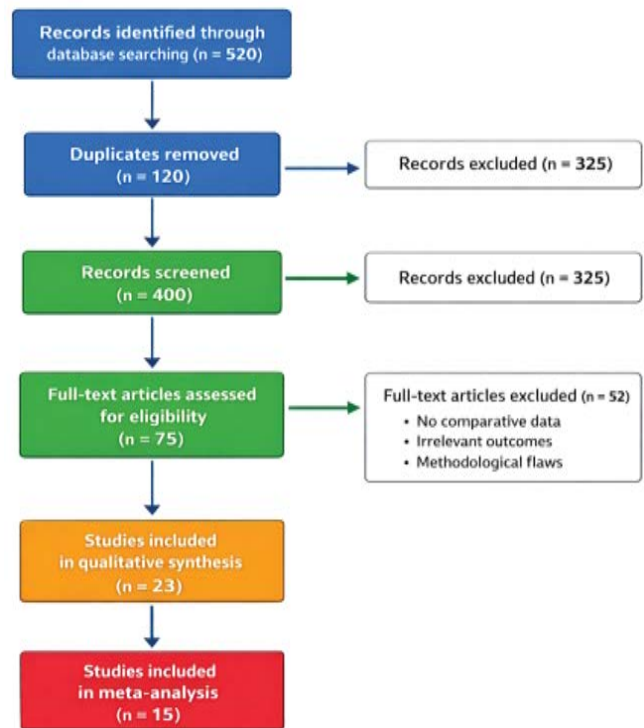 Records identified through
database searching (n = 520)
Duplicates removed
(n = 120)
Records excluded (n = 325)
Records screened
(n = 400)
Records excluded (n = 325)
Full-text articles assessed
for eligibility
(n = 75)
Full-text articles excluded (n = 52)
• No comparative data
• Irrelevant outcomes
• Methodological flaws
Studies included
in qualitative synthesis
(n = 23)
Studies included
in meta-analysis
(n = 15)